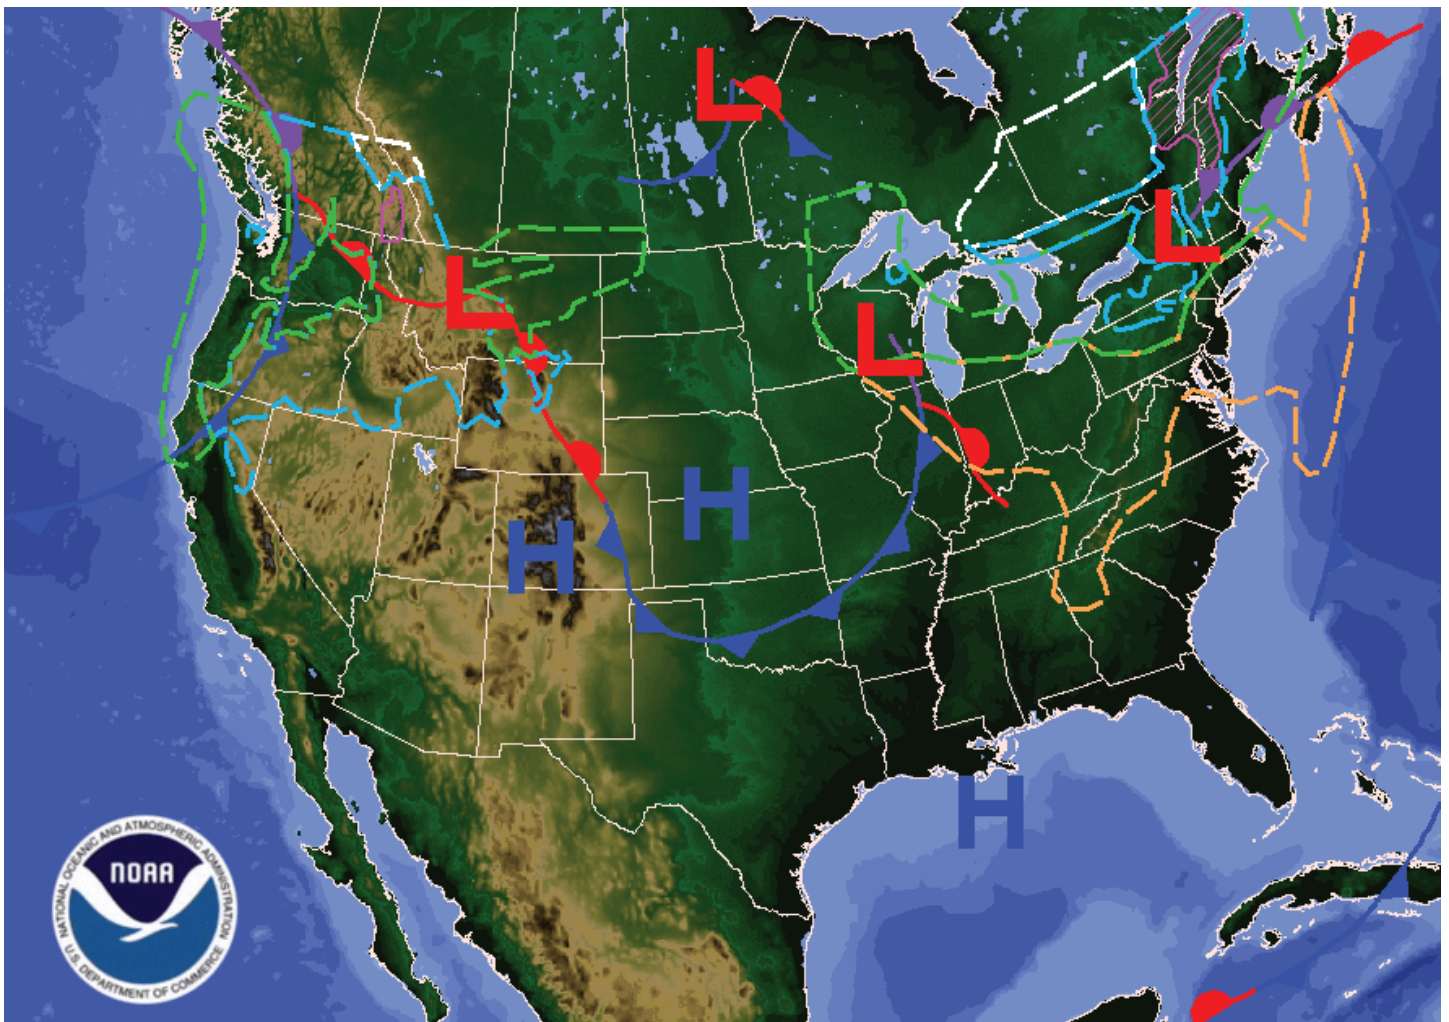 L
L
L
L
H
H
H
NATIONAL OCEANIC AND ATMOSPHERIC ADMINISTRATION
NOAA
U.S. DEPARTMENT OF COMMERCE